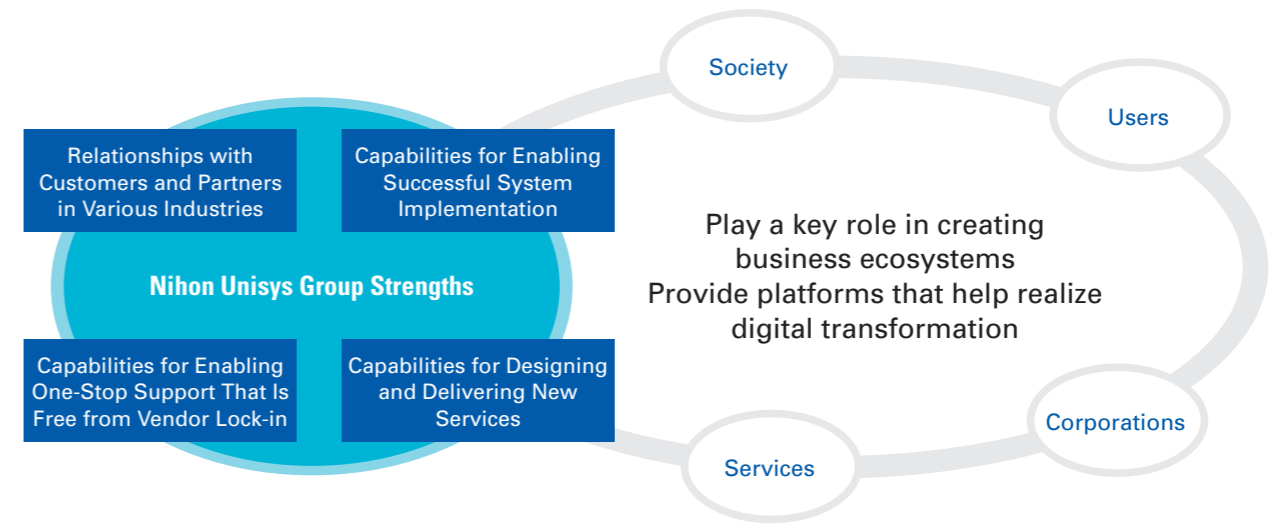 Society
Users
Relationships with
Customers and Partners
in Various Industries
Capabilities for Enabling
Successful System
Implementation
Nihon Unisys Group Strengths
Play a key role in creating
business ecosystems
Provide platforms that help realize
digital transformation
Capabilities for Enabling
One-Stop Support That Is
Free from Vendor Lock-in
Capabilities for Designing
and Delivering New
Services
Corporations
Services